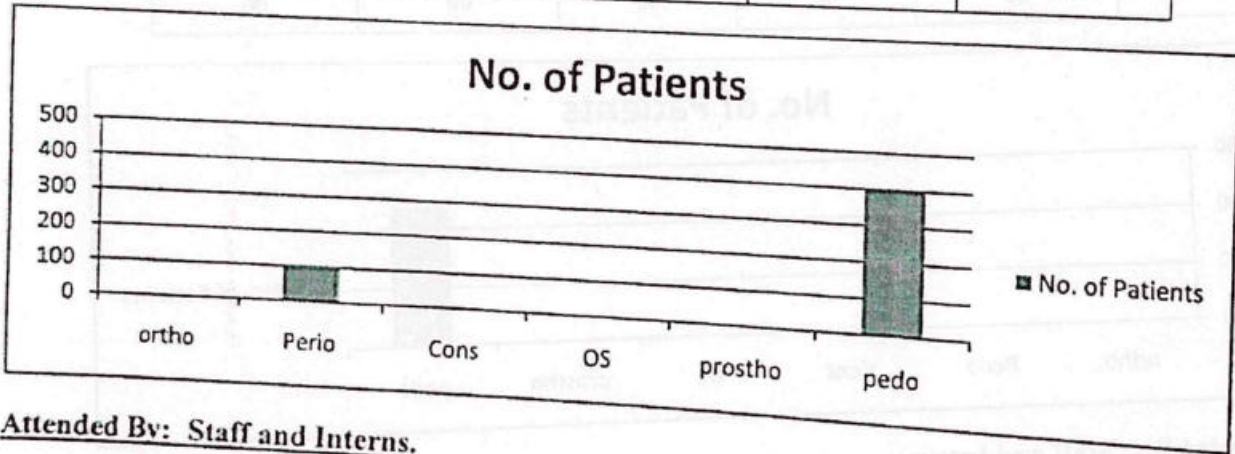 No. of Patients
500
400
300
200
100
0
ortho Perio Cons OS prostho pedo
No. of Patients
Attended By: Staff and Interns.